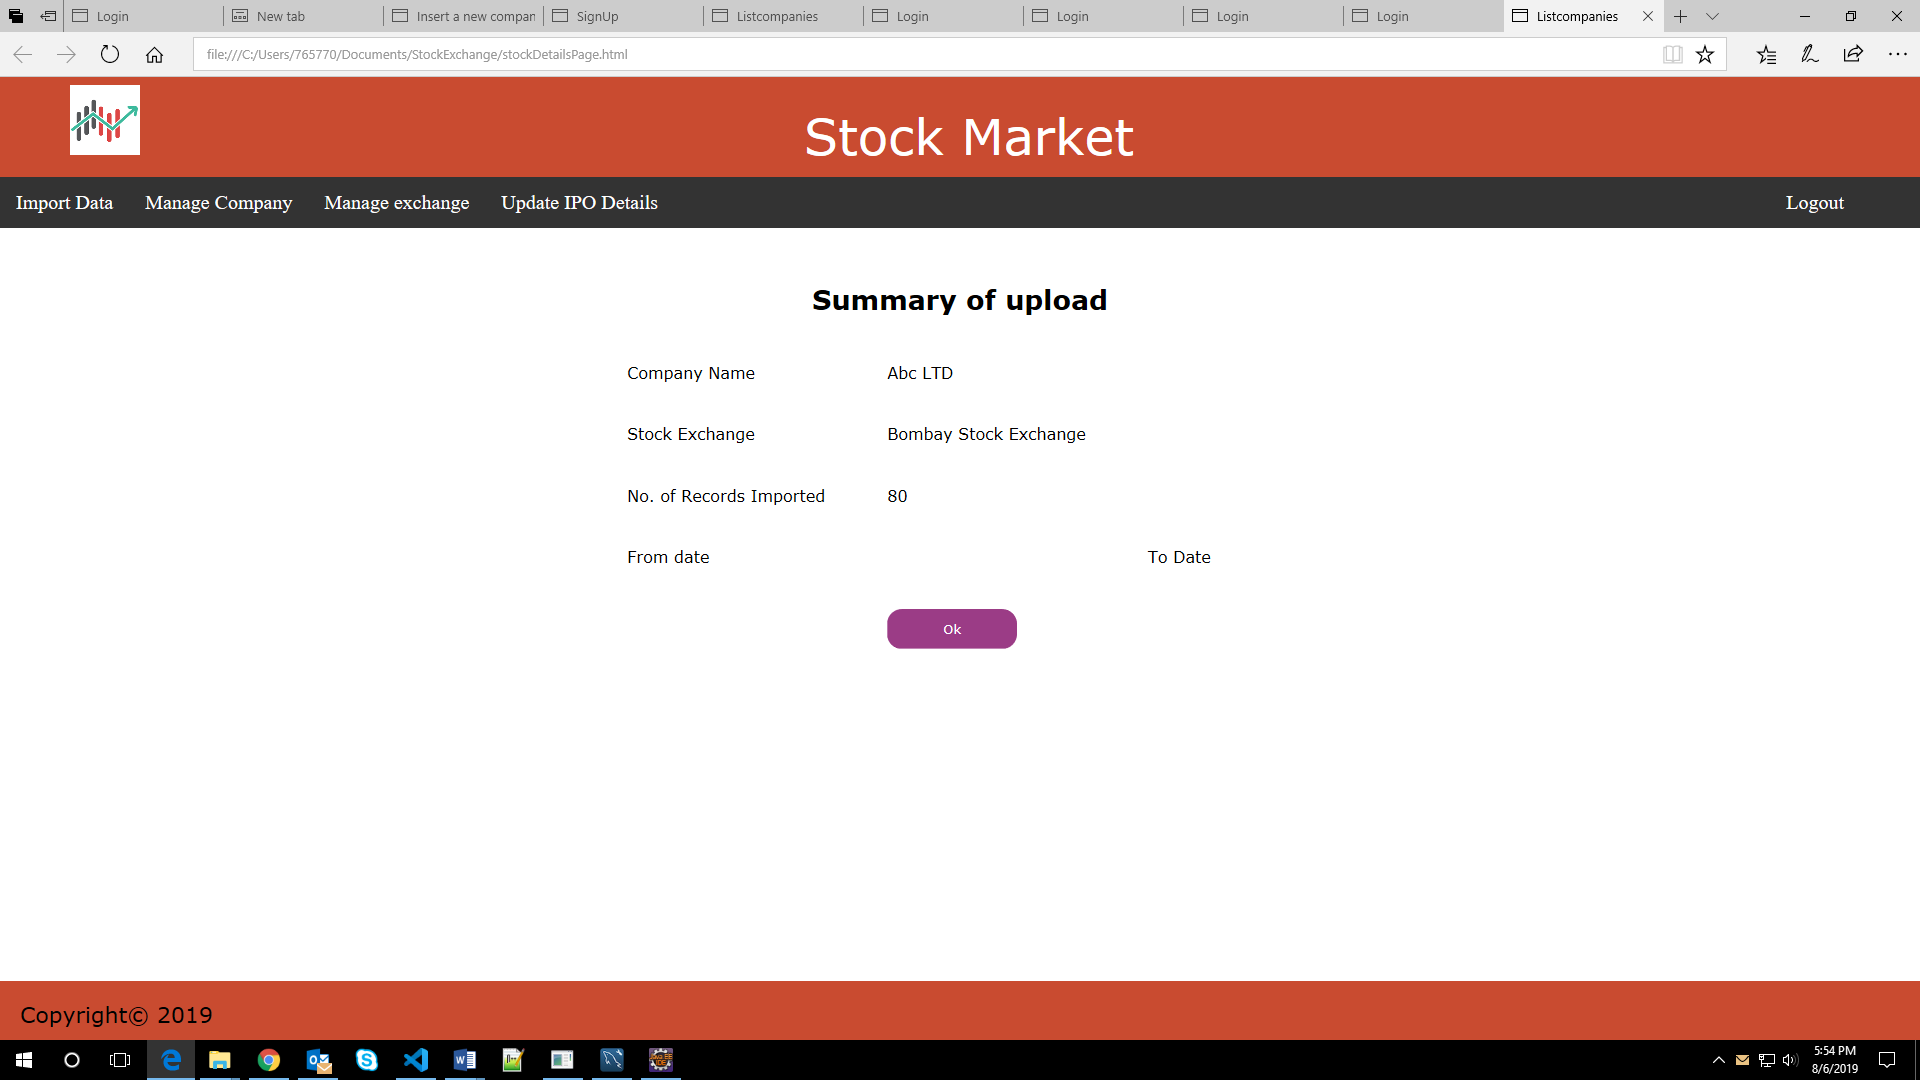 Login
New tab
Insert a new compan
SignUp
Listcompanies
Login
Login
Login
Login
Listcompanies
file:///C:/Users/765770/Documents/StockExchange/stockDetailsPage.html
Stock Market
Import Data
Manage Company
Manage exchange
Update IPO Details
Logout
Summary of upload
Company Name Abc LTD
Stock Exchange Bombay Stock Exchange
No. of Records Imported 80
From date To Date
Ok
Copyright© 2019
5:54 PM
8/6/2019